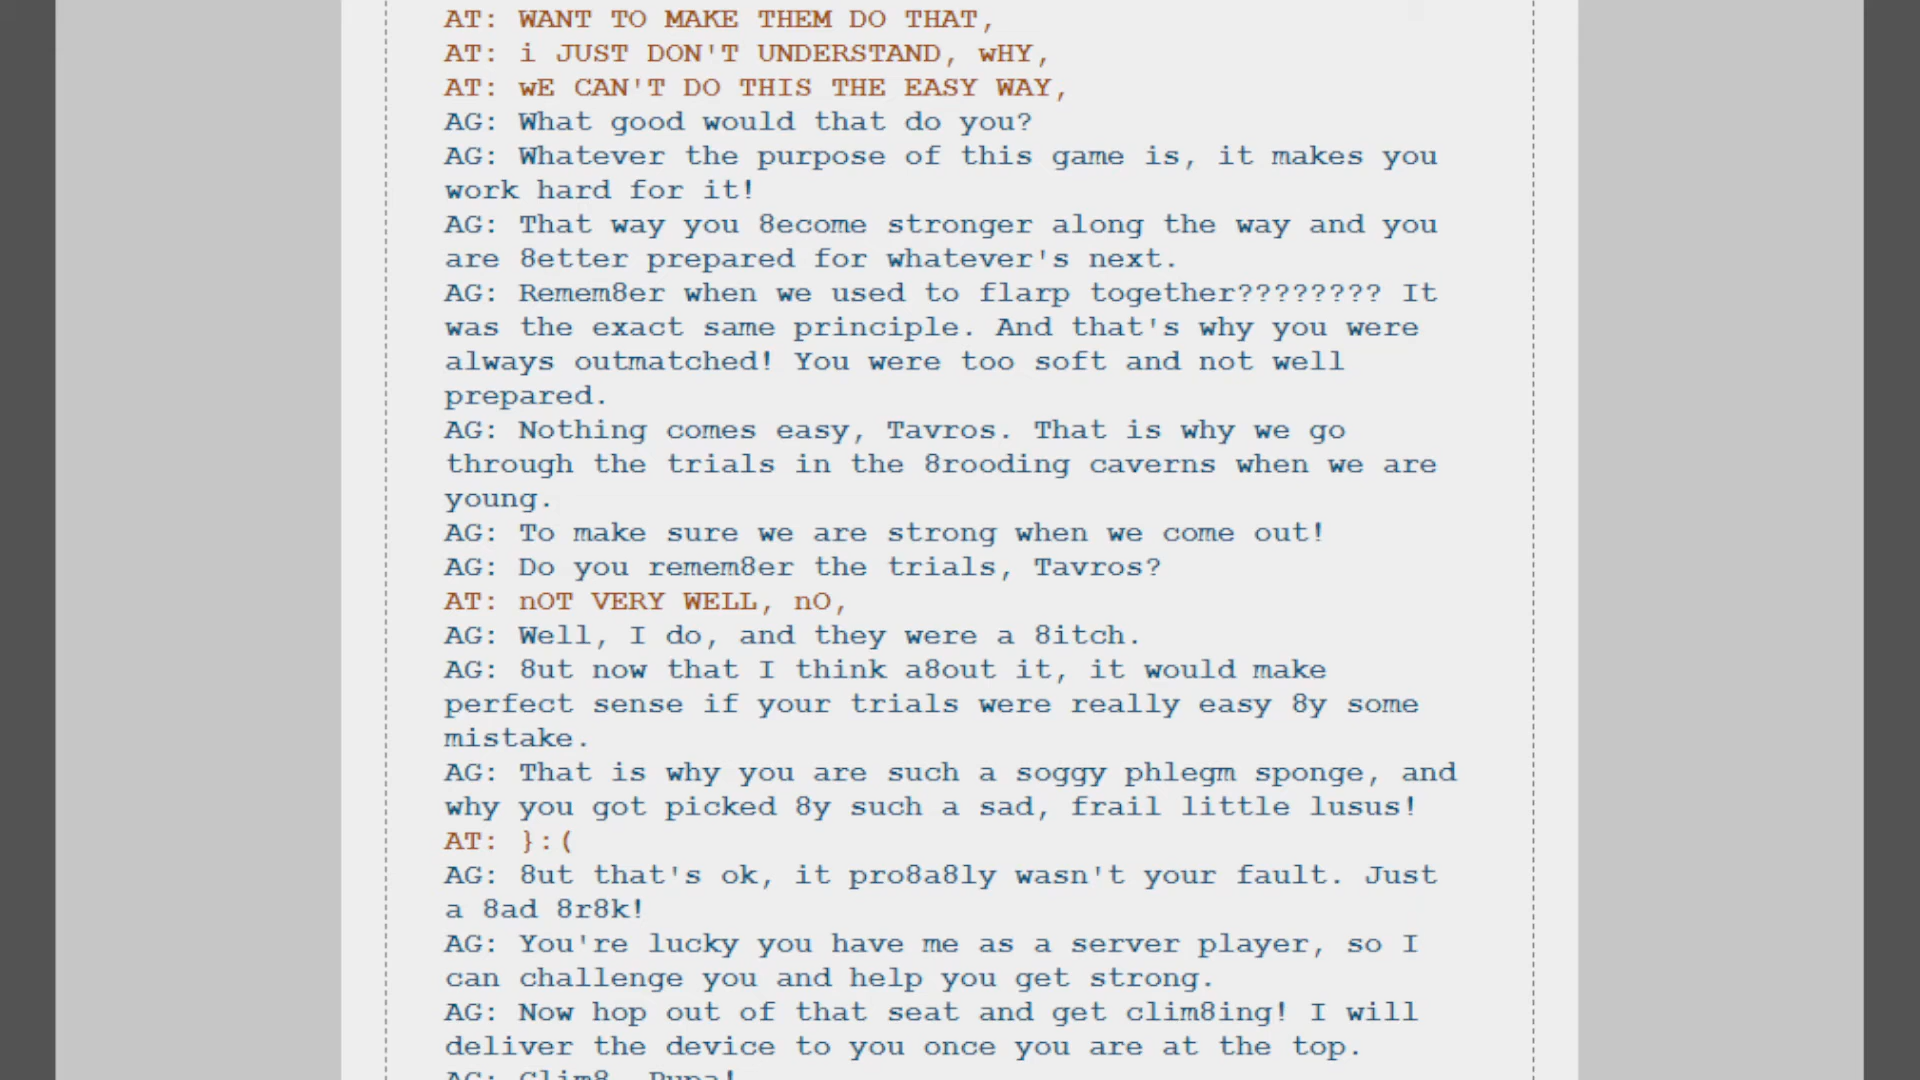 AT: WANT TO MAKE THEM DO THAT,
AT: i JUST DON'T UNDERSTAND, wHY,
AT: wE CAN'T DO THIS THE EASY WAY,
AG: What good would that do you?
AG: Whatever the purpose of this game is, it makes you
work hard for it!
AG: That way you 8ecome stronger along the way and you
are 8etter prepared for whatever's next.
AG: Remem8er when we used to flarp together???????? It
was the exact same principle. And that's why you were
always outmatched! You were too soft and not well
prepared.
AG: Nothing comes easy, Tavros. That is why we go
through the trials in the 8rooding caverns when we are
young.
AG: To make sure we are strong when we come out!
AG: Do you remem8er the trials, Tavros?
AT: nOT VERY WELL, nO,
AG: Well, I do, and they were a 8itch.
AG: 8ut now that I think a8out it, it would make
perfect sense if your trials were really easy 8y some
mistake.
AG: That is why you are such a soggy phlegm sponge, and
why you got picked 8y such a sad, frail little lusus!
AT: }:(
AG: 8ut that's ok, it pro8a8ly wasn't your fault. Just
a 8ad 8r8k!
AG: You're lucky you have me as a server player, so I
can challenge you and help you get strong.
AG: Now hop out of that seat and get clim8ing! I will
deliver the device to you once you are at the top.
AG: Clim8, Pupa!